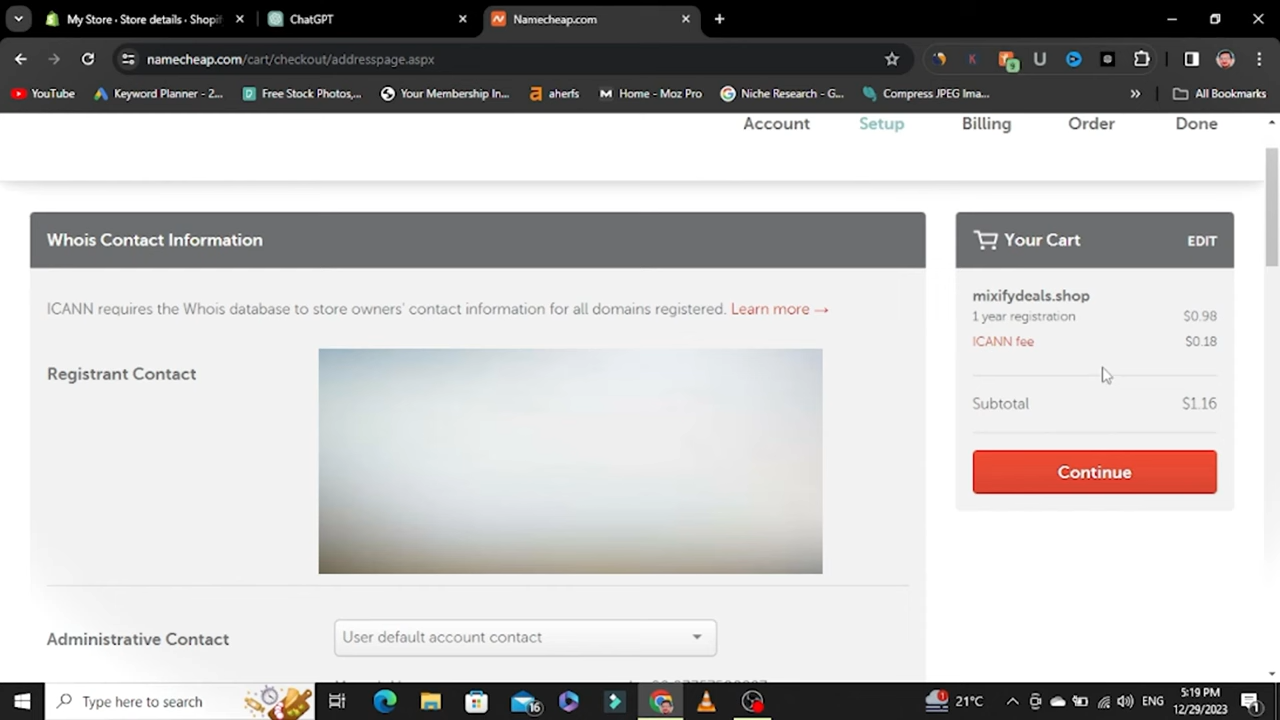 My Store · Store details · Shopif
ChatGPT
Namecheap.com
namecheap.com/cart/checkout/addresspage.aspx
9
YouTube
Keyword Planner - 2...
Free Stock Photos,...
Your Membership In...
aherfs
Home - Moz Pro
Niche Research - G...
Compress JPEG Ima...
All Bookmarks
Account
Setup
Billing
Order
Done
Whois Contact Information
Your Cart
EDIT
ICANN requires the Whois database to store owners' contact information for all domains registered. Learn more →
mixifydeals.shop
1 year registration $0.98
ICANN fee $0.18
Registrant Contact
Subtotal $1.16
Continue
Administrative Contact
User default account contact
Type here to search
16
1
21°C
ENG
5:19 PM
12/29/2023
1